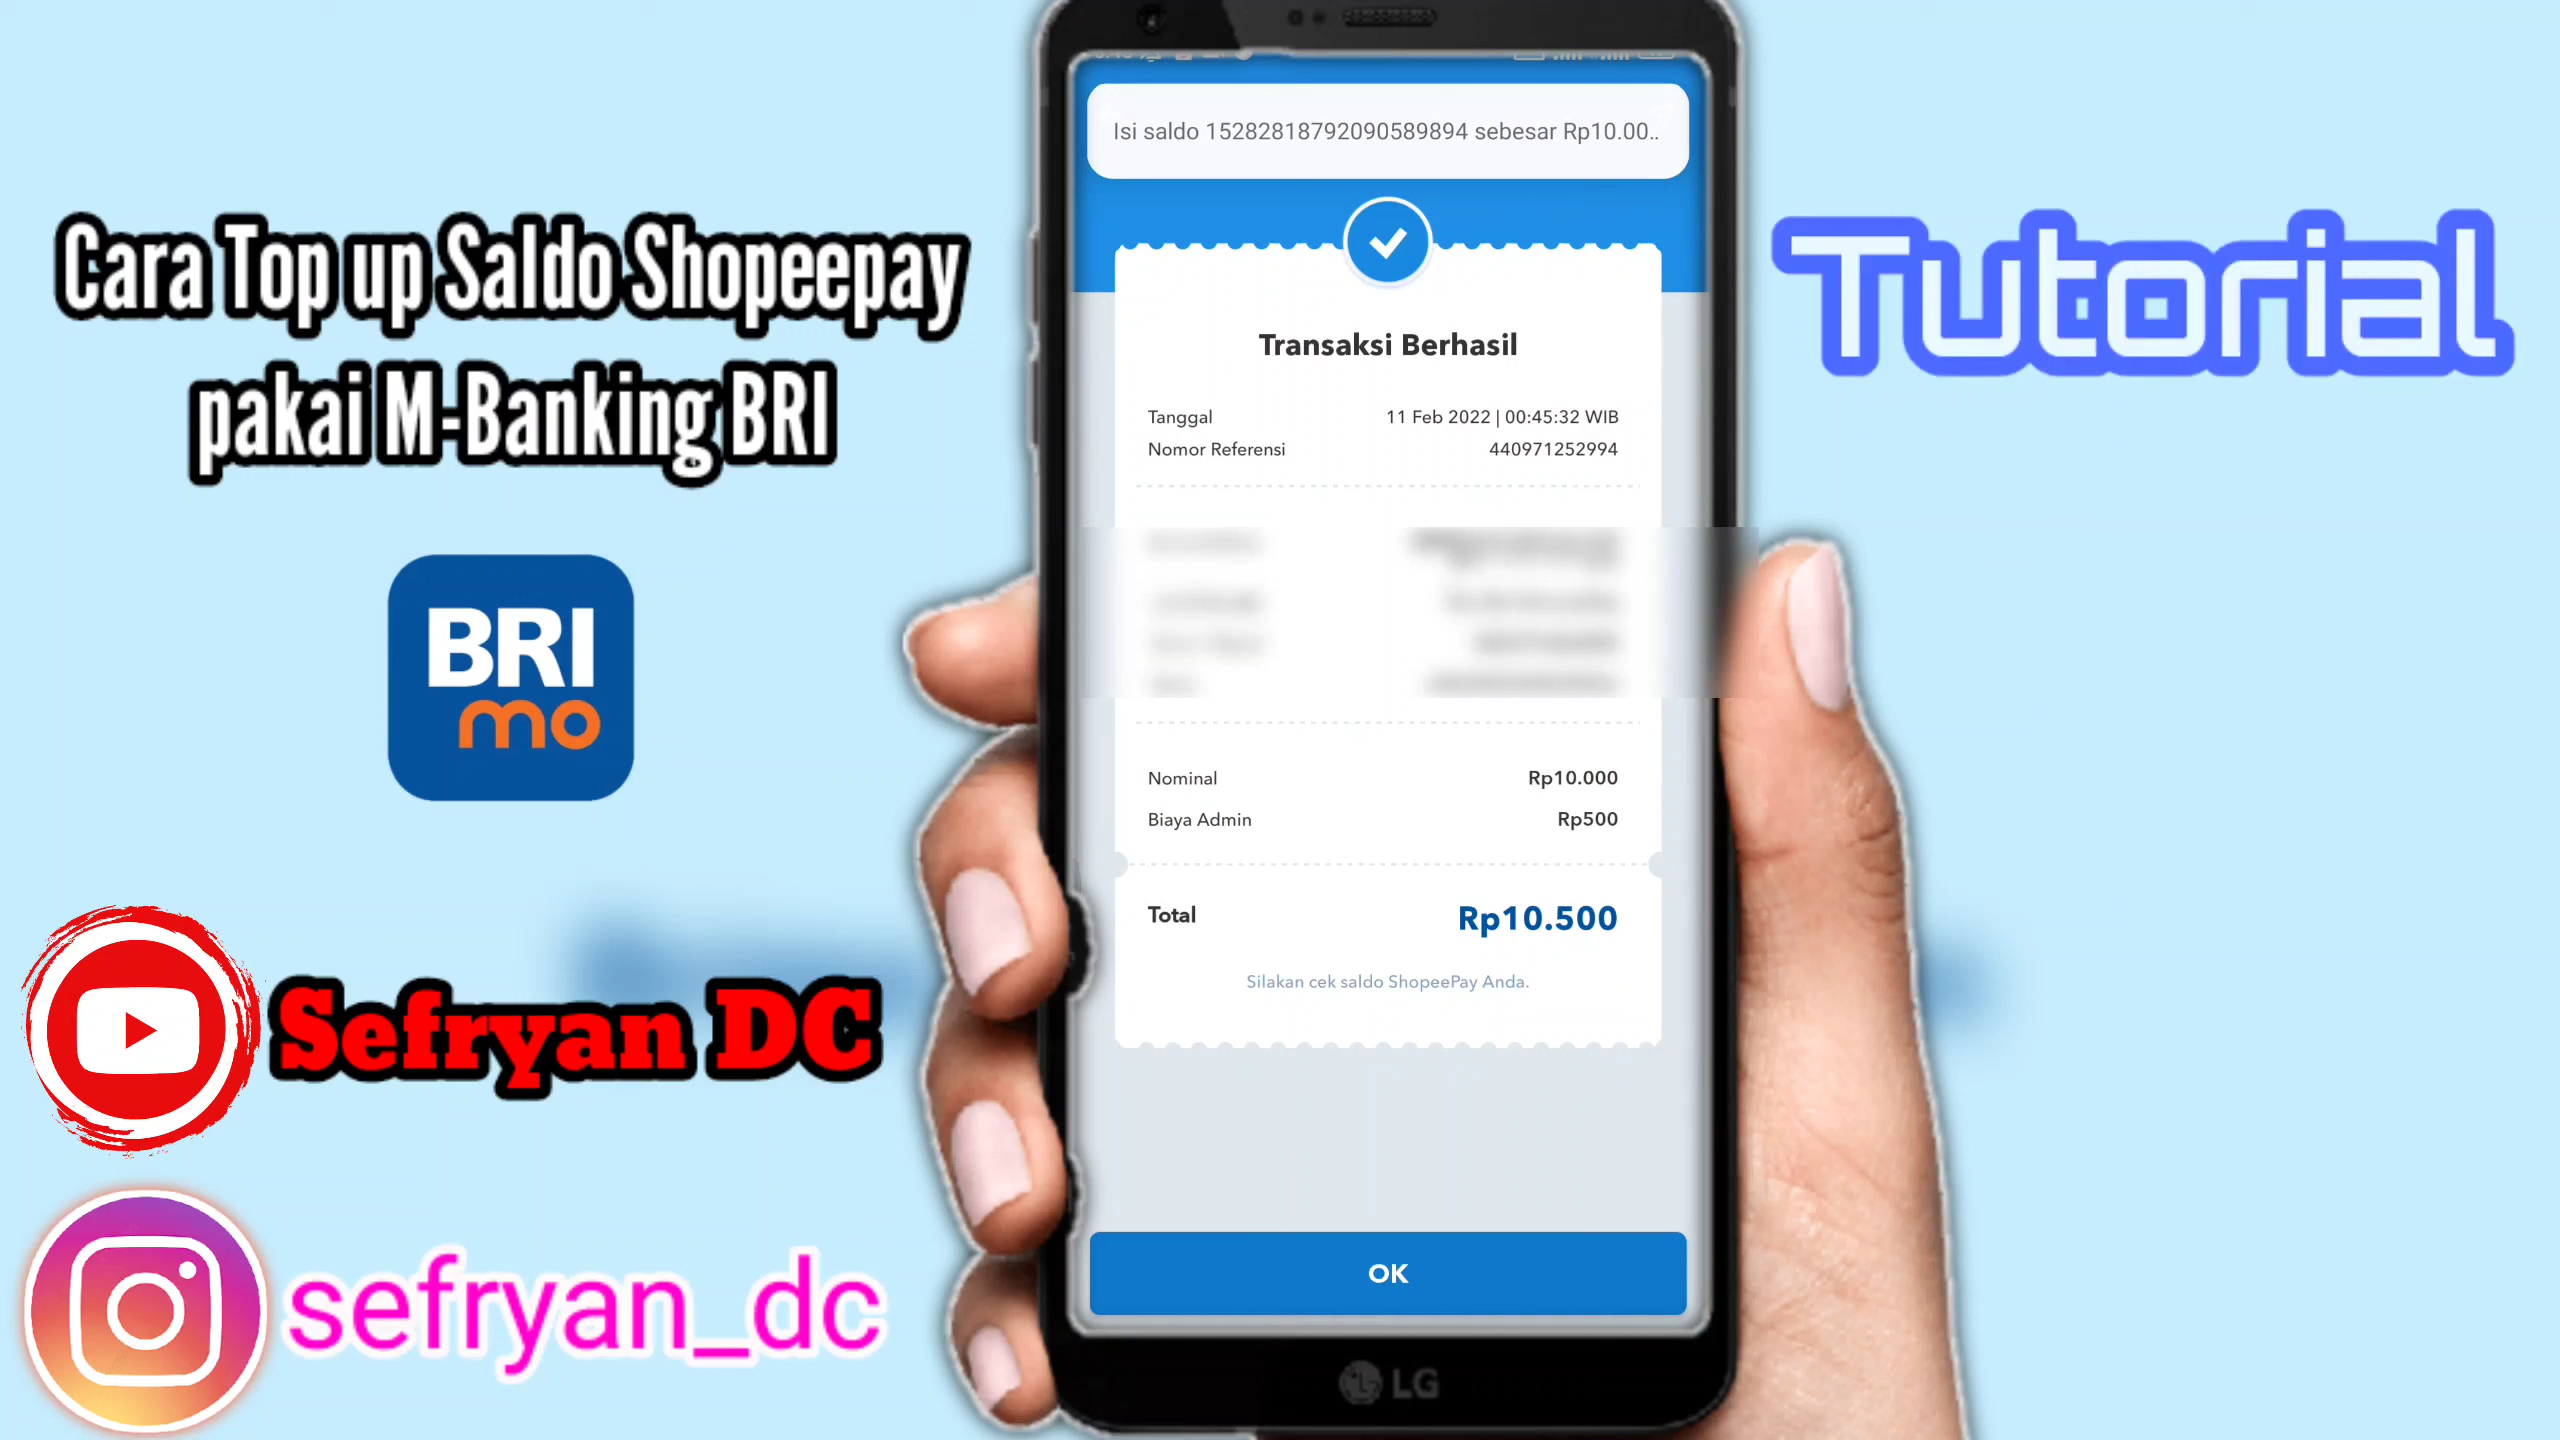 Cara Top up Saldo Shopeepay
pakai M-Banking BRI
BRI
mo
Sefryan DC
sefryan_dc
Isi saldo 15282818792090589894 sebesar Rp10.00..
Transaksi Berhasil
Tanggal 11 Feb 2022 | 00:45:32 WIB
Nomor Referensi 440971252994
Nominal Rp10.000
Biaya Admin Rp500
Total Rp10.500
Silakan cek saldo ShopeePay Anda.
OK
LG
Tutorial